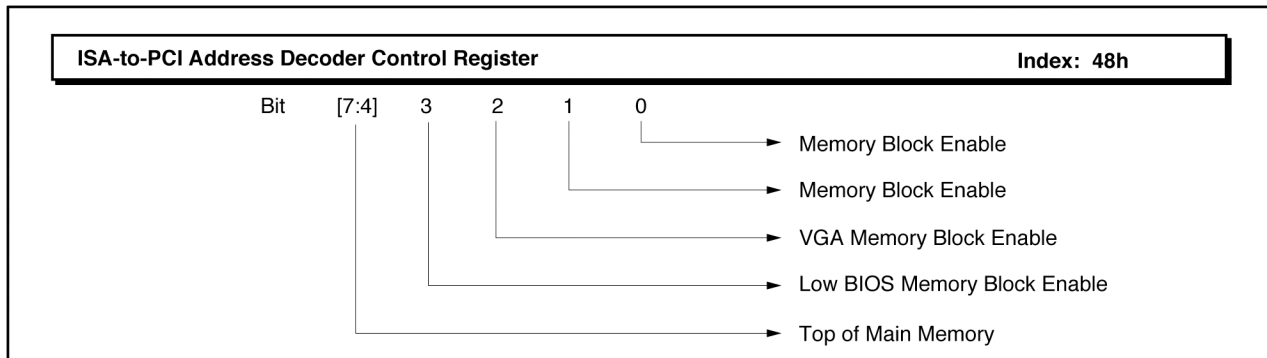 ISA-to-PCI Address Decoder Control Register Index: 48h
Bit [7:4] 3 2 1 0
Memory Block Enable
Memory Block Enable
VGA Memory Block Enable
Low BIOS Memory Block Enable
Top of Main Memory